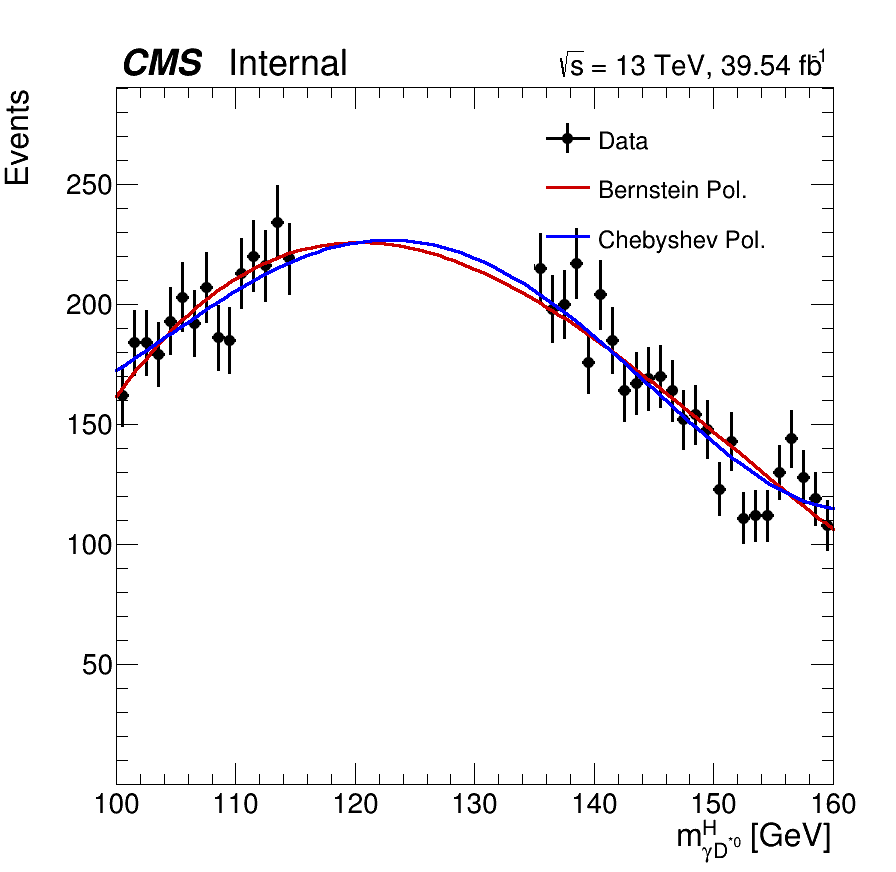 CMS Internal
√s = 13 TeV, 39.54 fb⁻¹
Events
Data
Bernstein Pol.
Chebyshev Pol.
250
200
150
100
50
100 110 120 130 140 150 160
m^H_γD*0 [GeV]